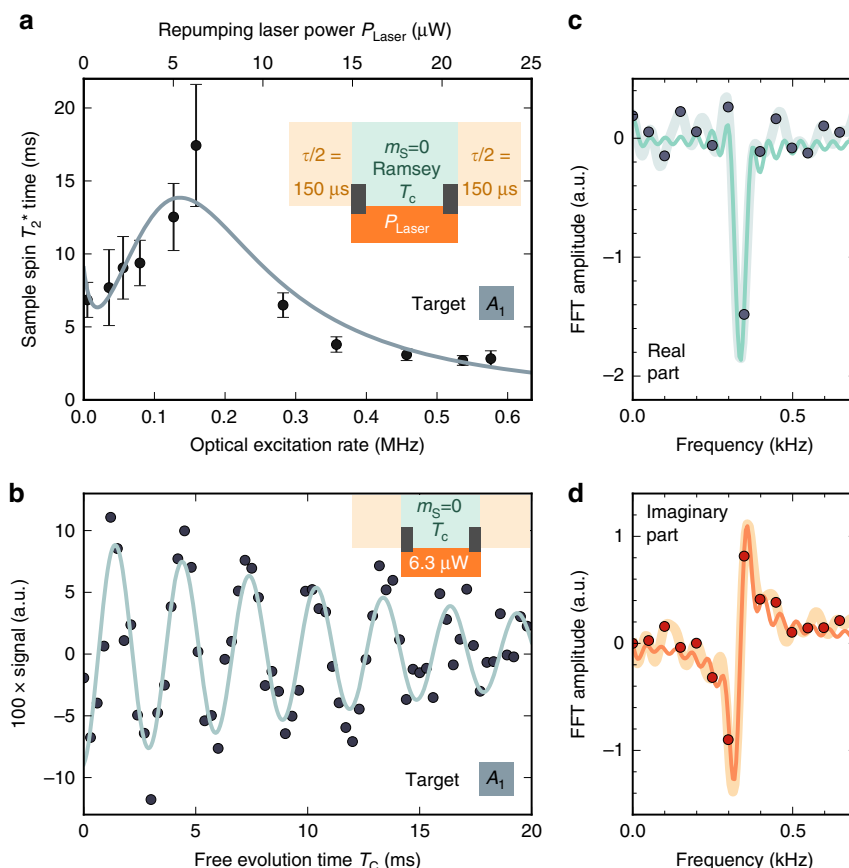 a
Repumping laser power P_Laser (μW)
0 5 10 15 20 25
20
15
10
5
0
Sample spin T₂* time (ms)
τ/2 =
150 μs
m_S=0
Ramsey
T_c
τ/2 =
150 μs
P_Laser
Target A₁
0.0 0.1 0.2 0.3 0.4 0.5 0.6
Optical excitation rate (MHz)
b
10
5
0
−5
−10
100 × signal (a.u.)
m_S=0
T_c
6.3 μW
Target A₁
0 5 10 15 20
Free evolution time T_C (ms)
c
0
−1
−2
FFT amplitude (a.u.)
Real
part
0.0 0.5
Frequency (kHz)
d
Imaginary
part
1
0
−1
FFT amplitude (a.u.)
0.0 0.5
Frequency (kHz)